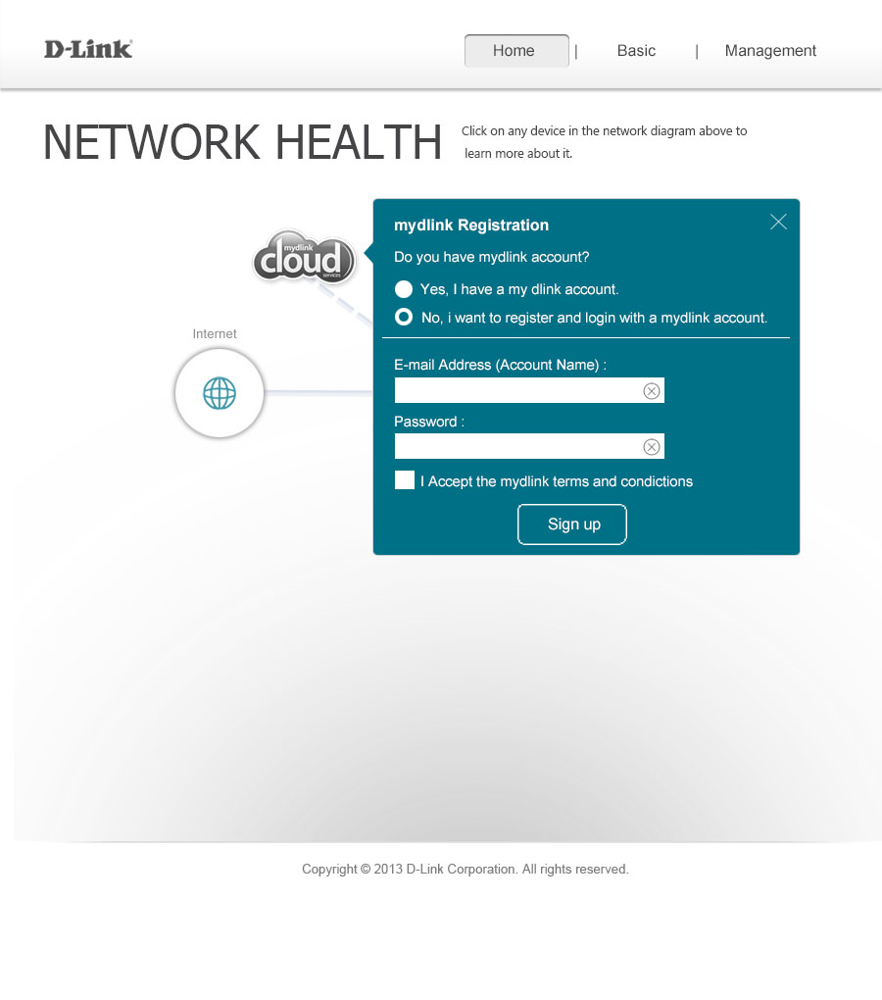 D-Link
Home | Basic | Management
NETWORK HEALTH
Click on any device in the network diagram above to
learn more about it.
mydlink
cloud
services
mydlink Registration
Do you have mydlink account?
Yes, I have a my dlink account.
No, i want to register and login with a mydlink account.
Internet
E-mail Address (Account Name) :
Password :
I Accept the mydlink terms and condictions
Sign up
Copyright © 2013 D-Link Corporation. All rights reserved.